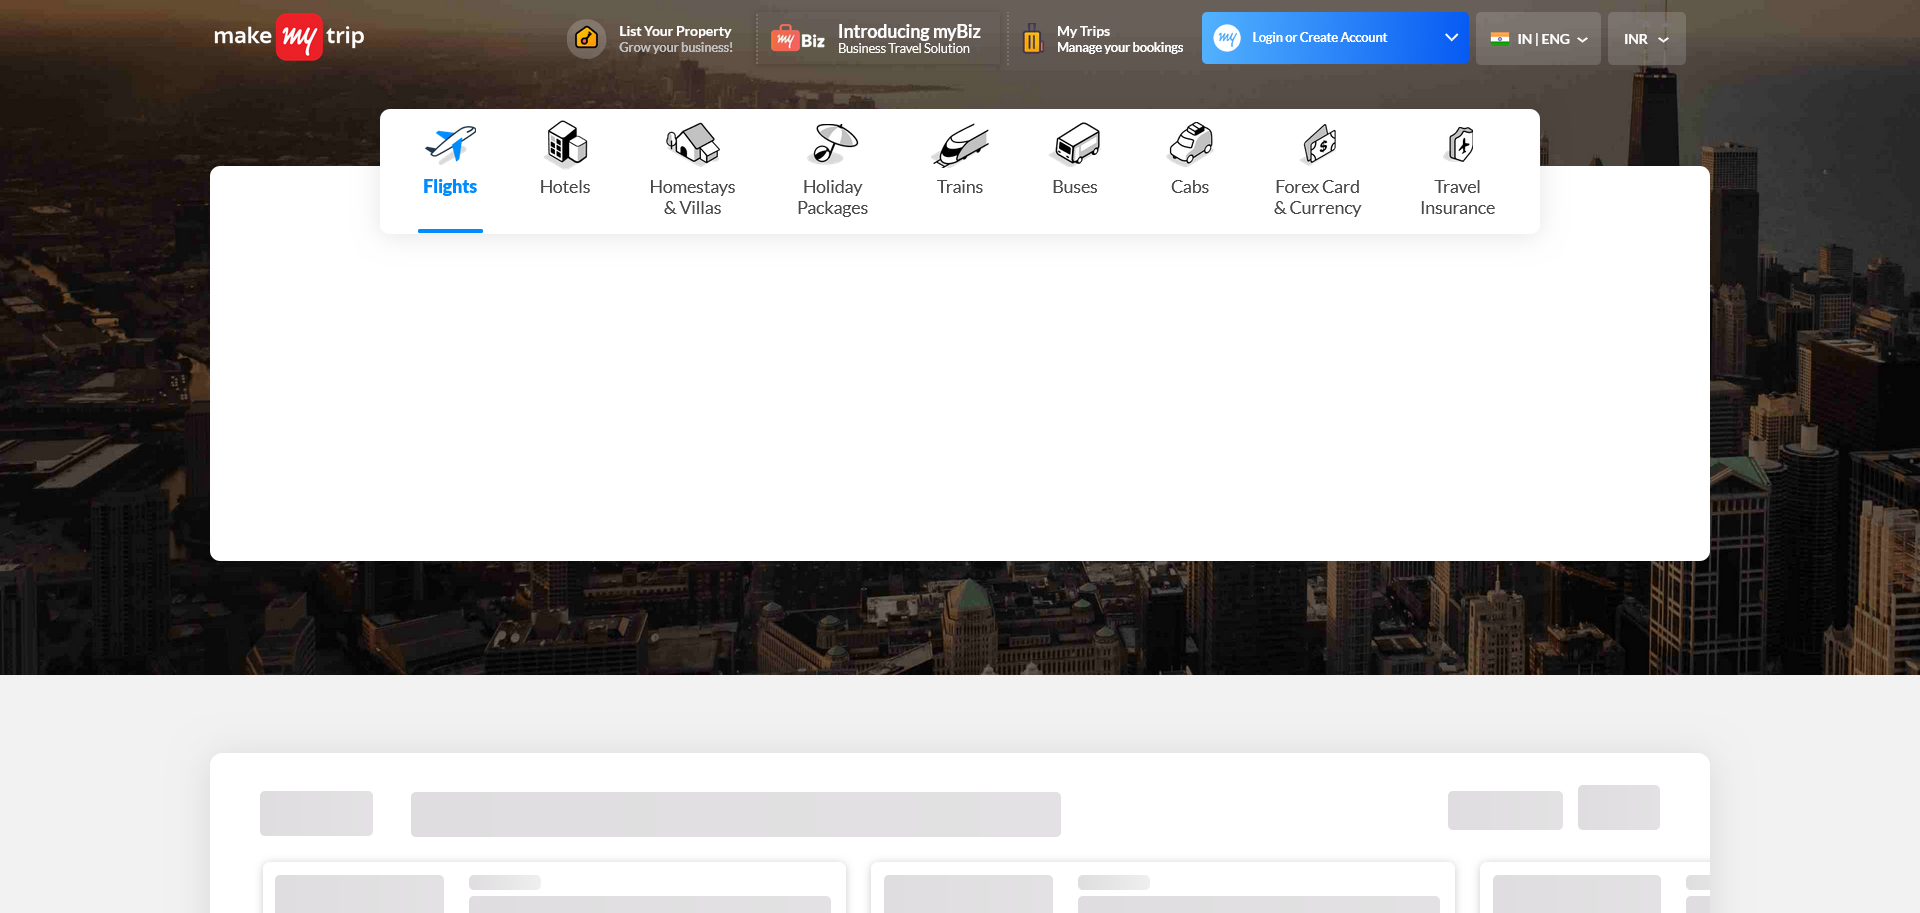 make my trip
List Your Property
Grow your business!
my Biz
Introducing myBiz
Business Travel Solution
My Trips
Manage your bookings
my
Login or Create Account
IN | ENG
INR
Flights
Hotels
Homestays
& Villas
Holiday
Packages
Trains
Buses
Cabs
Forex Card
& Currency
Travel
Insurance